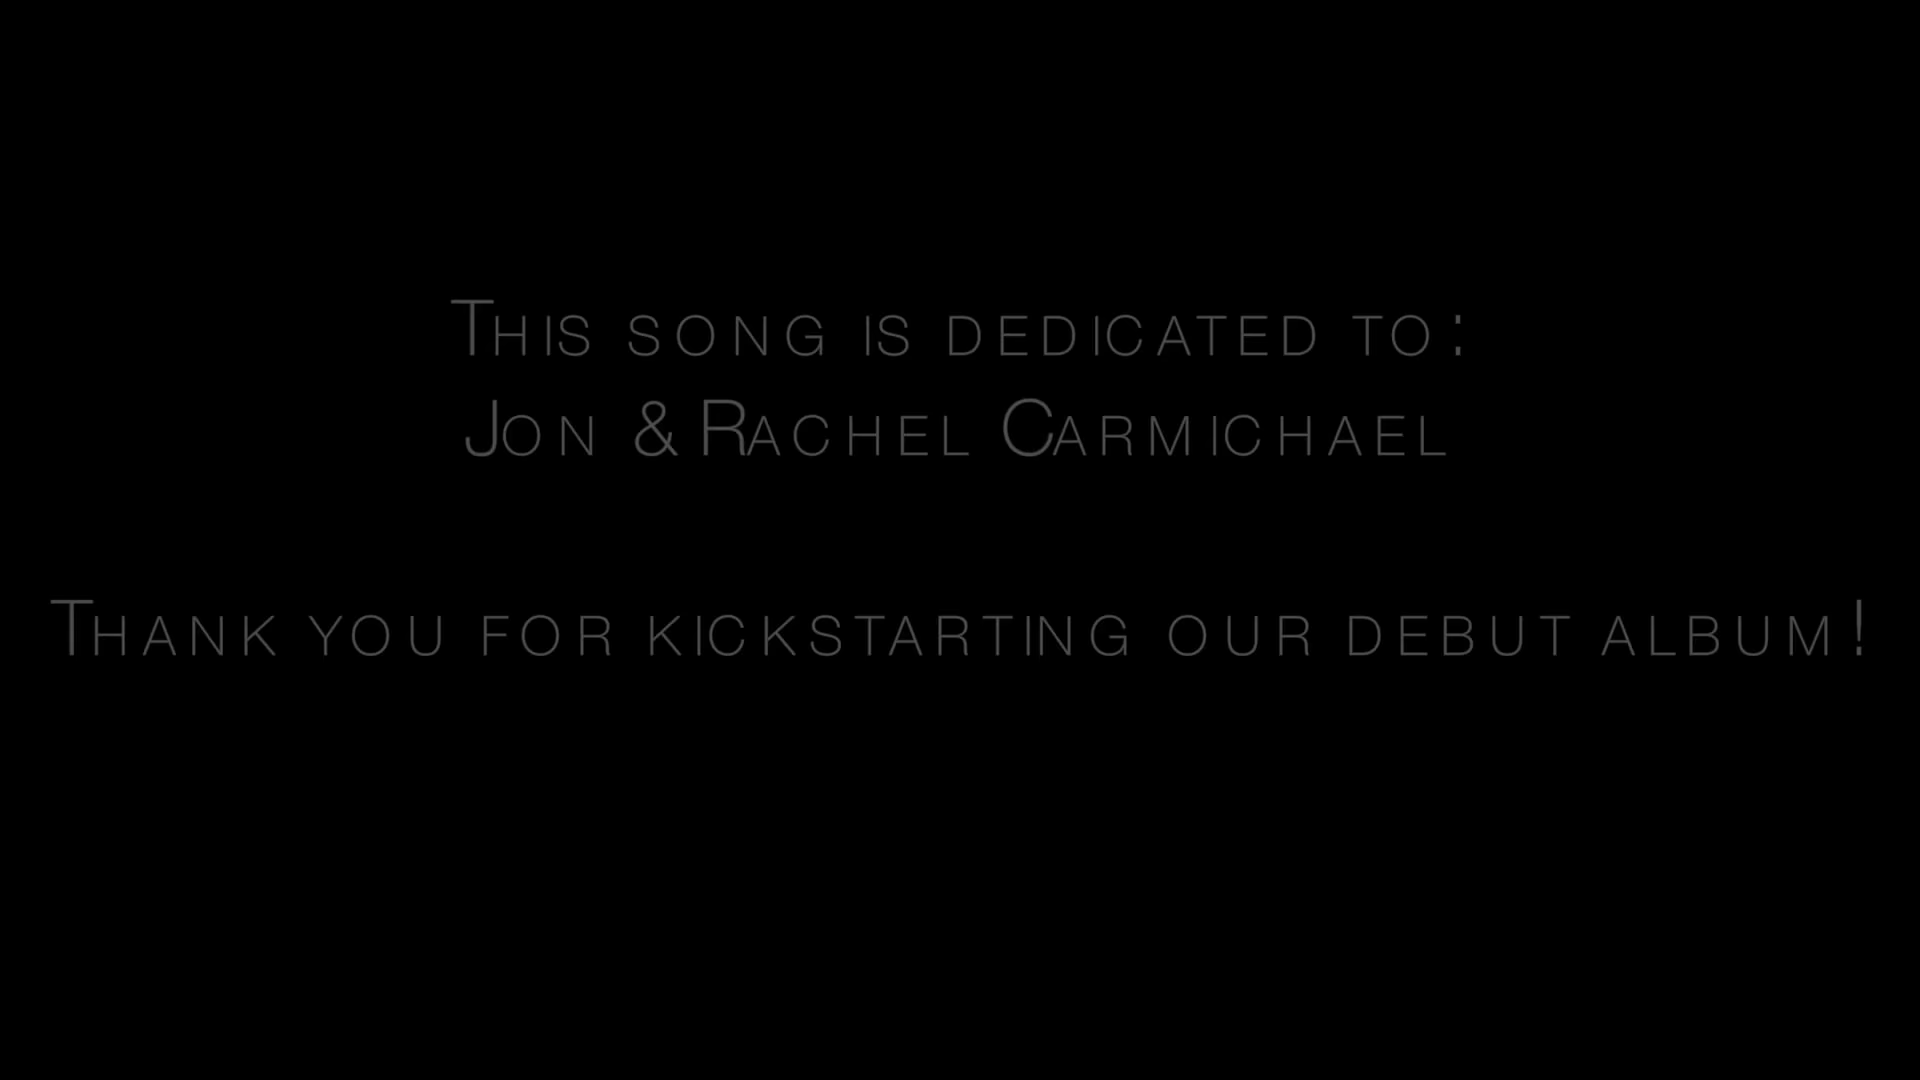 This song is dedicated to:
Jon & Rachel Carmichael
Thank you for kickstarting our debut album!